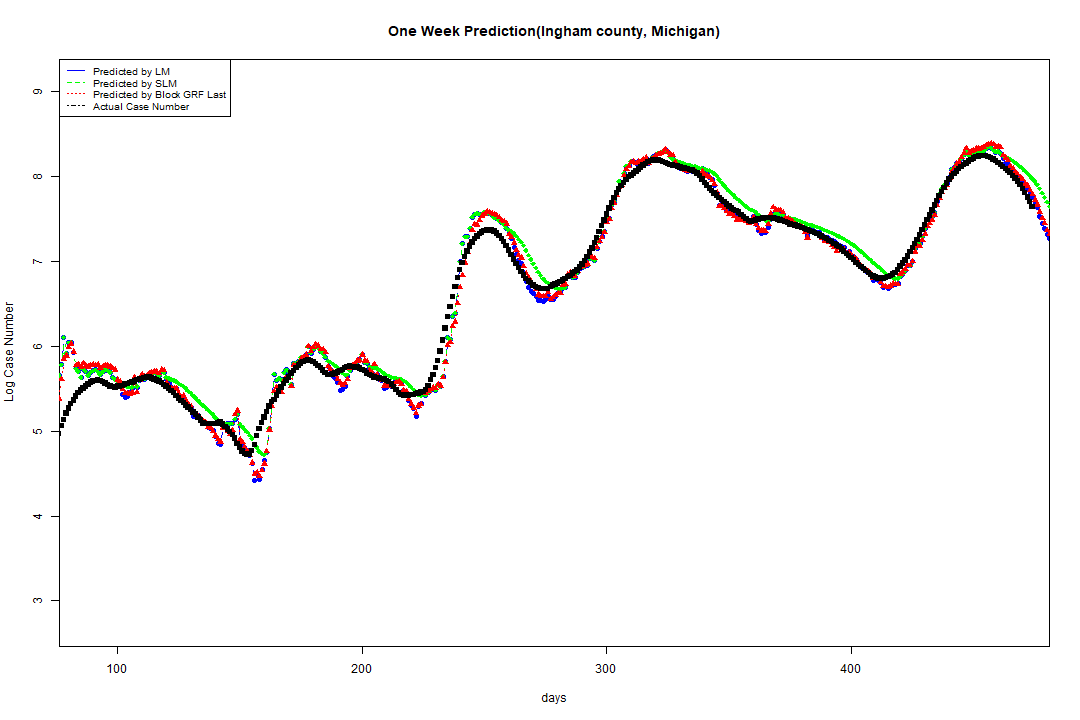 One Week Prediction(Ingham county, Michigan)
Predicted by LM
Predicted by SLM
Predicted by Block GRF Last
Actual Case Number
Log Case Number
9
8
7
6
5
4
3
100 200 300 400
days